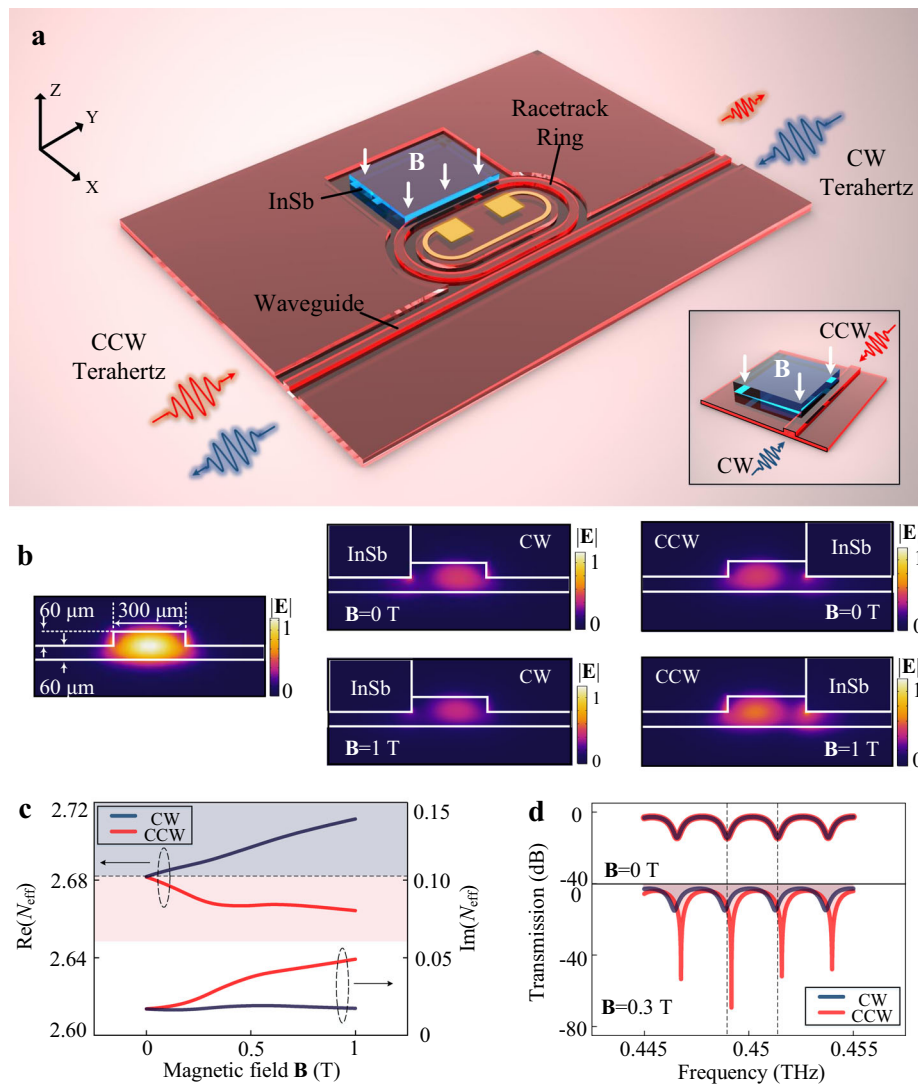 a
Z
Y
X
InSb
B
Racetrack
Ring
CW
Terahertz
Waveguide
CCW
Terahertz
CCW
B
CW
b
60 μm
300 μm
60 μm
|E|
1
0
InSb
CW
B=0 T
|E|
1
0
CCW
InSb
B=0 T
|E|
1
0
InSb
CW
B=1 T
|E|
1
0
CCW
InSb
B=1 T
|E|
1
0
c
2.72
2.68
2.64
2.60
Re(Neff)
CW
CCW
0.15
0.10
0.05
0
Im(Neff)
0
0.5
1
Magnetic field B (T)
d
0
-40
0
-40
-80
Transmission (dB)
B=0 T
B=0.3 T
CW
CCW
0.445
0.45
0.455
Frequency (THz)